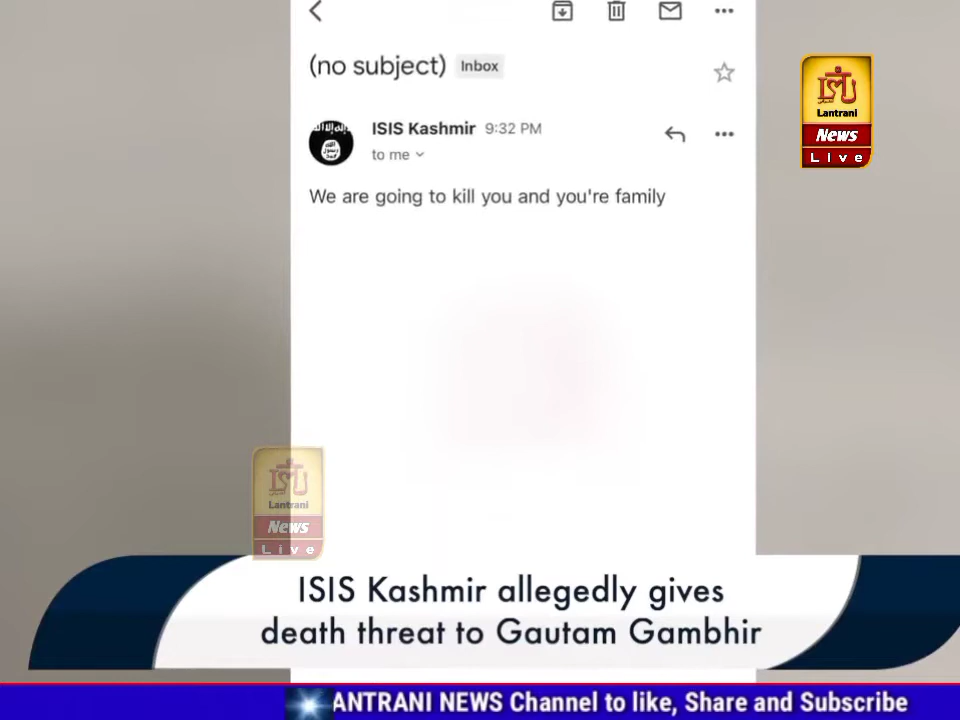 (no subject) Inbox
ISIS Kashmir 9:32 PM
to me
We are going to kill you and you're family
Lantrani
News
Live
Lantrani
News
Live
ISIS Kashmir allegedly gives
death threat to Gautam Gambhir
ANTRANI NEWS Channel to like, Share and Subscribe